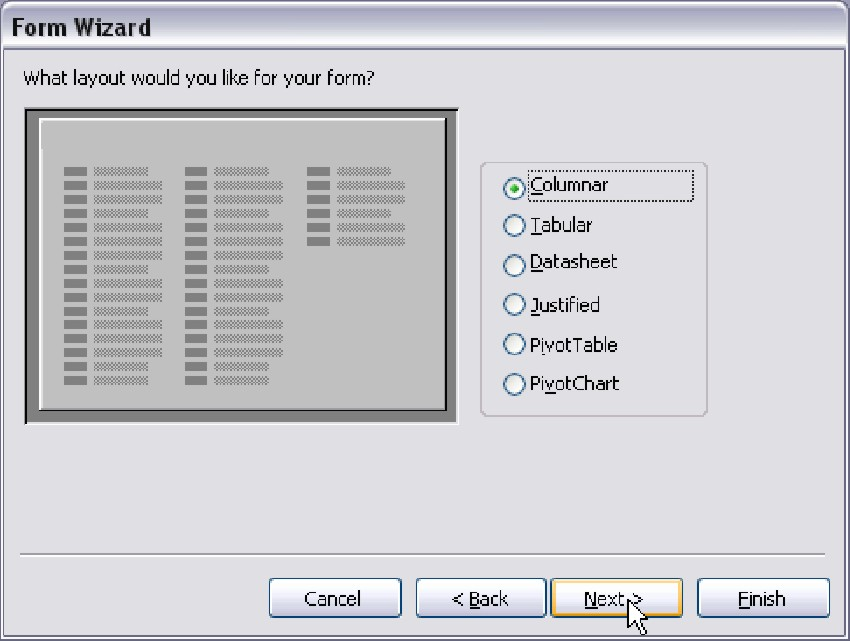 Form Wizard
What layout would you like for your form?
Columnar
Tabular
Datasheet
Justified
PivotTable
PivotChart
Cancel
< Back
Next >
Finish